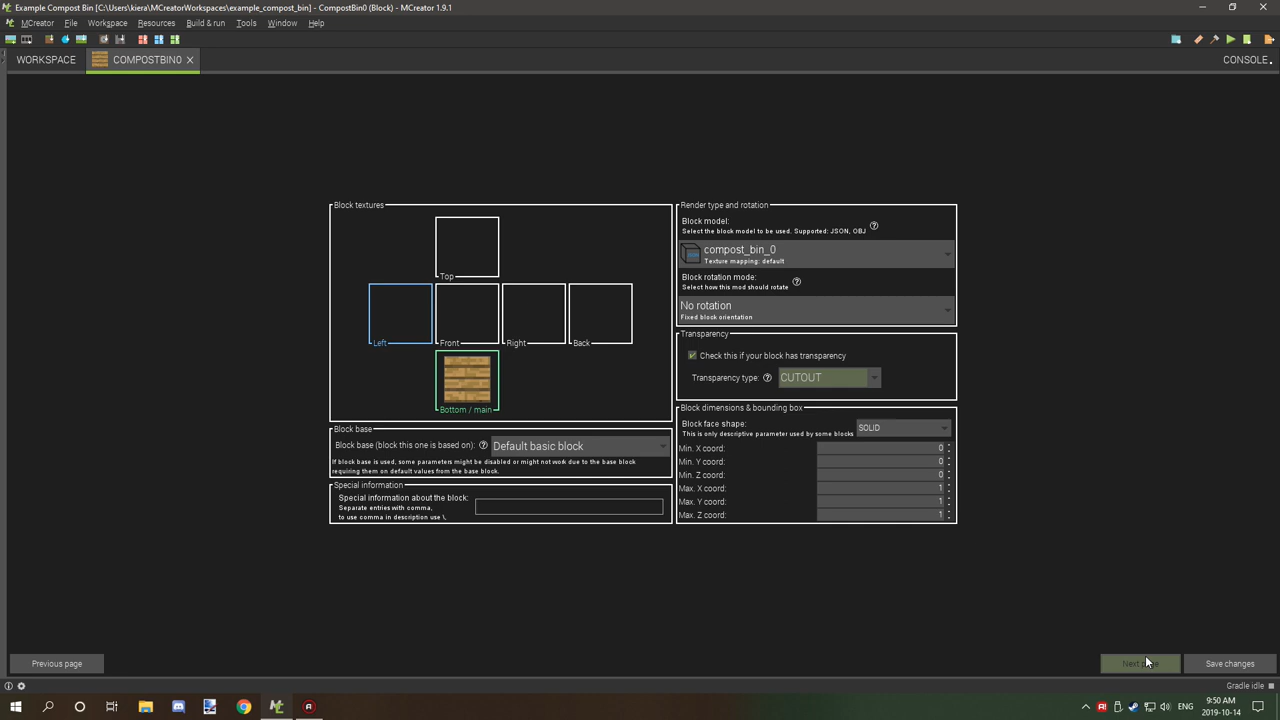 Example Compost Bin [C:\Users\kiera\MCreatorWorkspaces\example_compost_bin] - CompostBin0 (Block) - MCreator 1.9.1
MCreator File Workspace Resources Build & run Tools Window Help
WORKSPACE COMPOSTBIN0 CONSOLE
Block textures
Top
Left Front Right Back
Bottom / main
Block base
Block base (block this one is based on): Default basic block
If block base is used, some parameters might be disabled or might not work due to the base block
requiring them on default values from the base block.
Special information
Special information about the block:
Separate entries with comma,
to use comma in description use \,
Render type and rotation
Block model:
Select the block model to be used. Supported: JSON, OBJ
compost_bin_0
Texture mapping: default
Block rotation mode:
Select how this mod should rotate
No rotation
Fixed block orientation
Transparency
Check this if your block has transparency
Transparency type: CUTOUT
Block dimensions & bounding box
Block face shape: SOLID
This is only descriptive parameter used by some blocks
Min. X coord: 0
Min. Y coord: 0
Min. Z coord: 0
Max. X coord: 1
Max. Y coord: 1
Max. Z coord: 1
Previous page Next page Save changes
Gradle idle
ENG
9:50 AM
2019-10-14